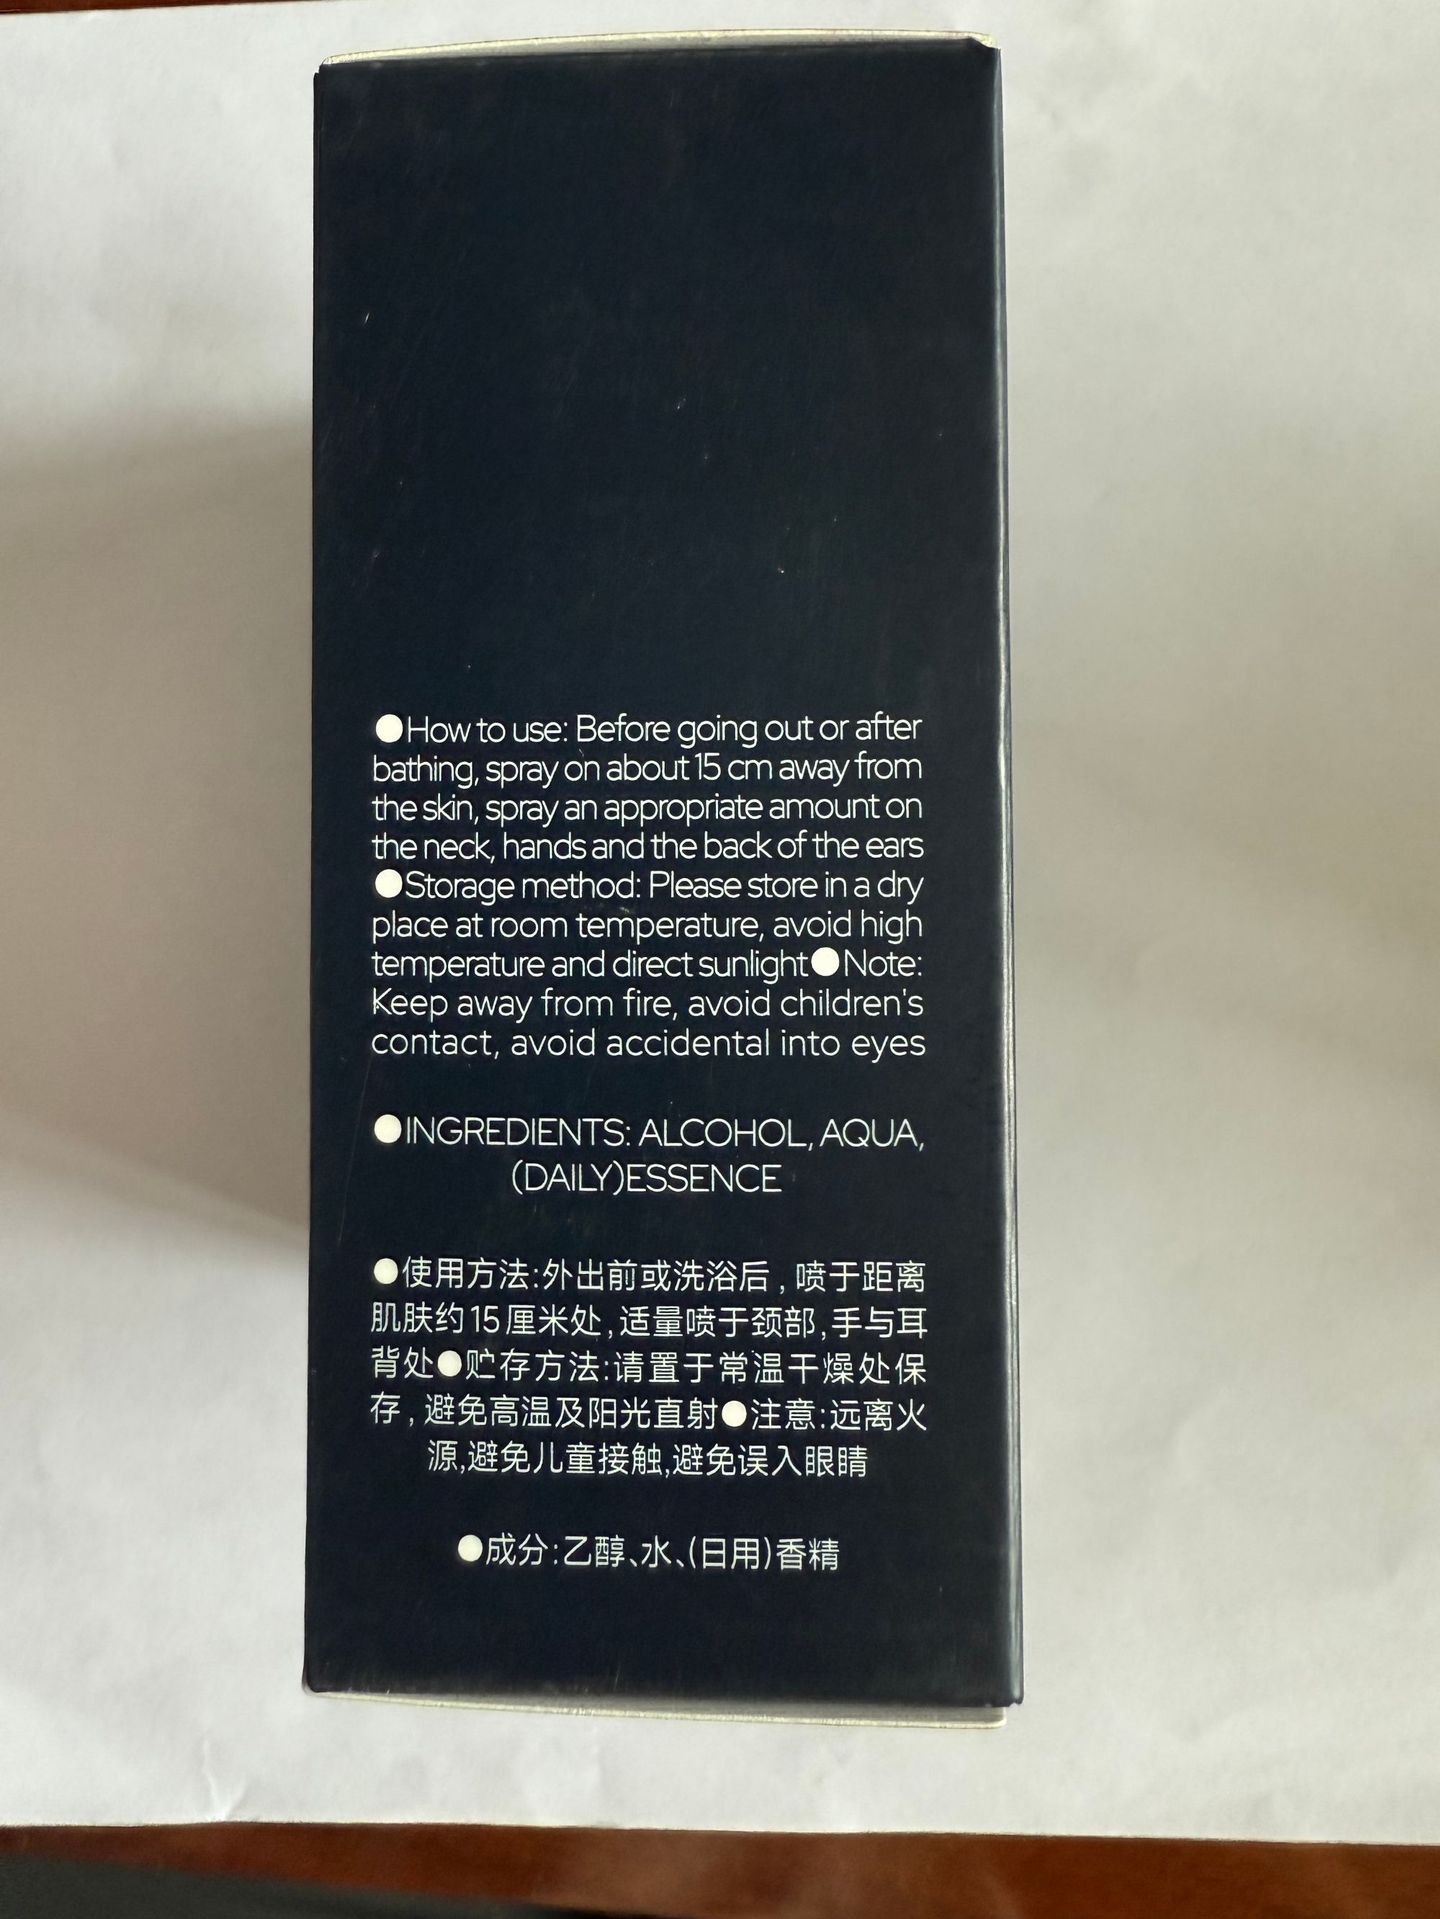 ●How to use: Before going out or after
bathing, spray on about 15 cm away from
the skin, spray an appropriate amount on
the neck, hands and the back of the ears
●Storage method: Please store in a dry
place at room temperature, avoid high
temperature and direct sunlight●Note:
Keep away from fire, avoid children's
contact, avoid accidental into eyes
●INGREDIENTS: ALCOHOL, AQUA,
(DAILY)ESSENCE
●使用方法:外出前或洗浴后,喷于距离
肌肤约15厘米处,适量喷于颈部,手与耳
背处●贮存方法:请置于常温干燥处保
存,避免高温及阳光直射●注意:远离火
源,避免儿童接触,避免误入眼睛
●成分:乙醇、水、(日用)香精